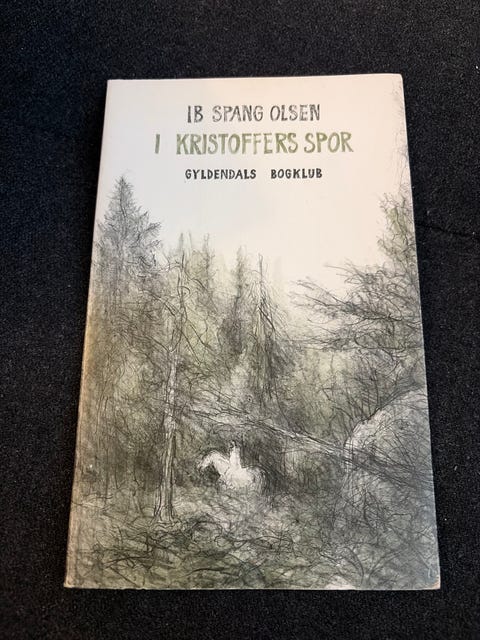 IB SPANG OLSEN
I KRISTOFFERS SPOR
GYLDENDALS BOGKLUB